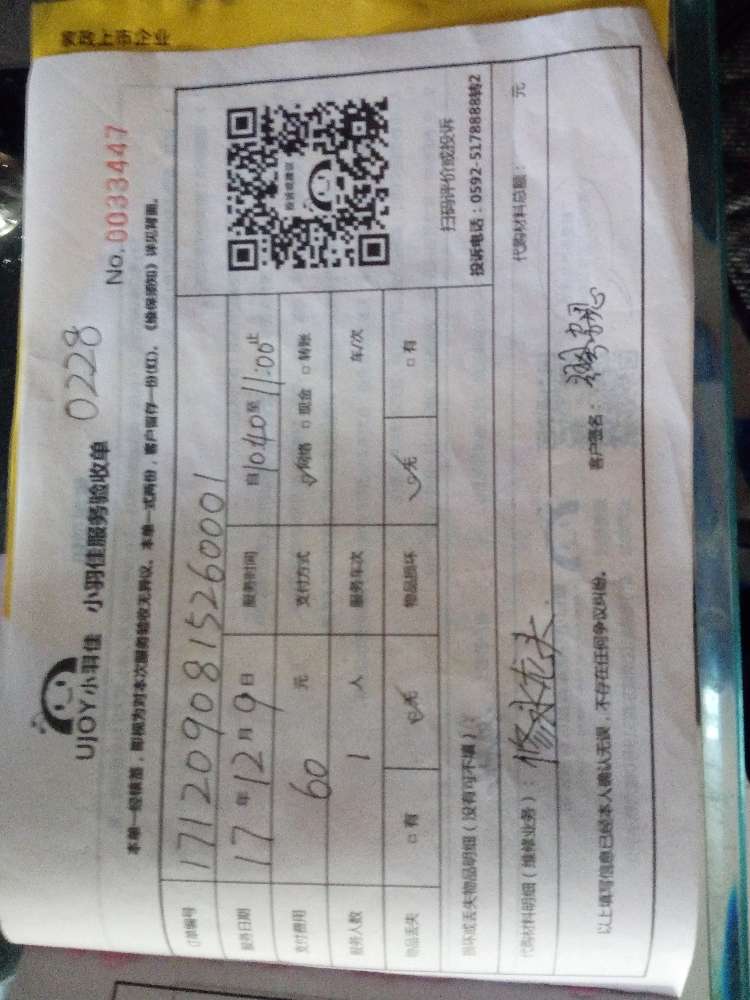 家政上市企业
UJOY小羽佳 小羽佳服务验收单 0228
No.0033447
本单一经填签，即视为对本次服务验收无异议。本单一式两份，客户留存一份(红)。《维保须知》详见背面。
订单编号 1712090815260001
服务日期 17年12月9日 服务时间 自1040至11:00止
支付费用 60元 支付方式 ☑网络 □现金 □转账
服务人数 1人 服务车次 车/次
物品丢失 □有 ☑无 物品损坏 ☑无 □有
投诉或建议
扫码评价或投诉
投诉电话：0592-5178888转2
损坏或丢失物品明细（没有可不填）：
代购材料明细（维修业务）：修水龙头 代购材料总额： 元
以上填写信息已经本人确认无误，不存在任何争议纠纷。 客户签名：